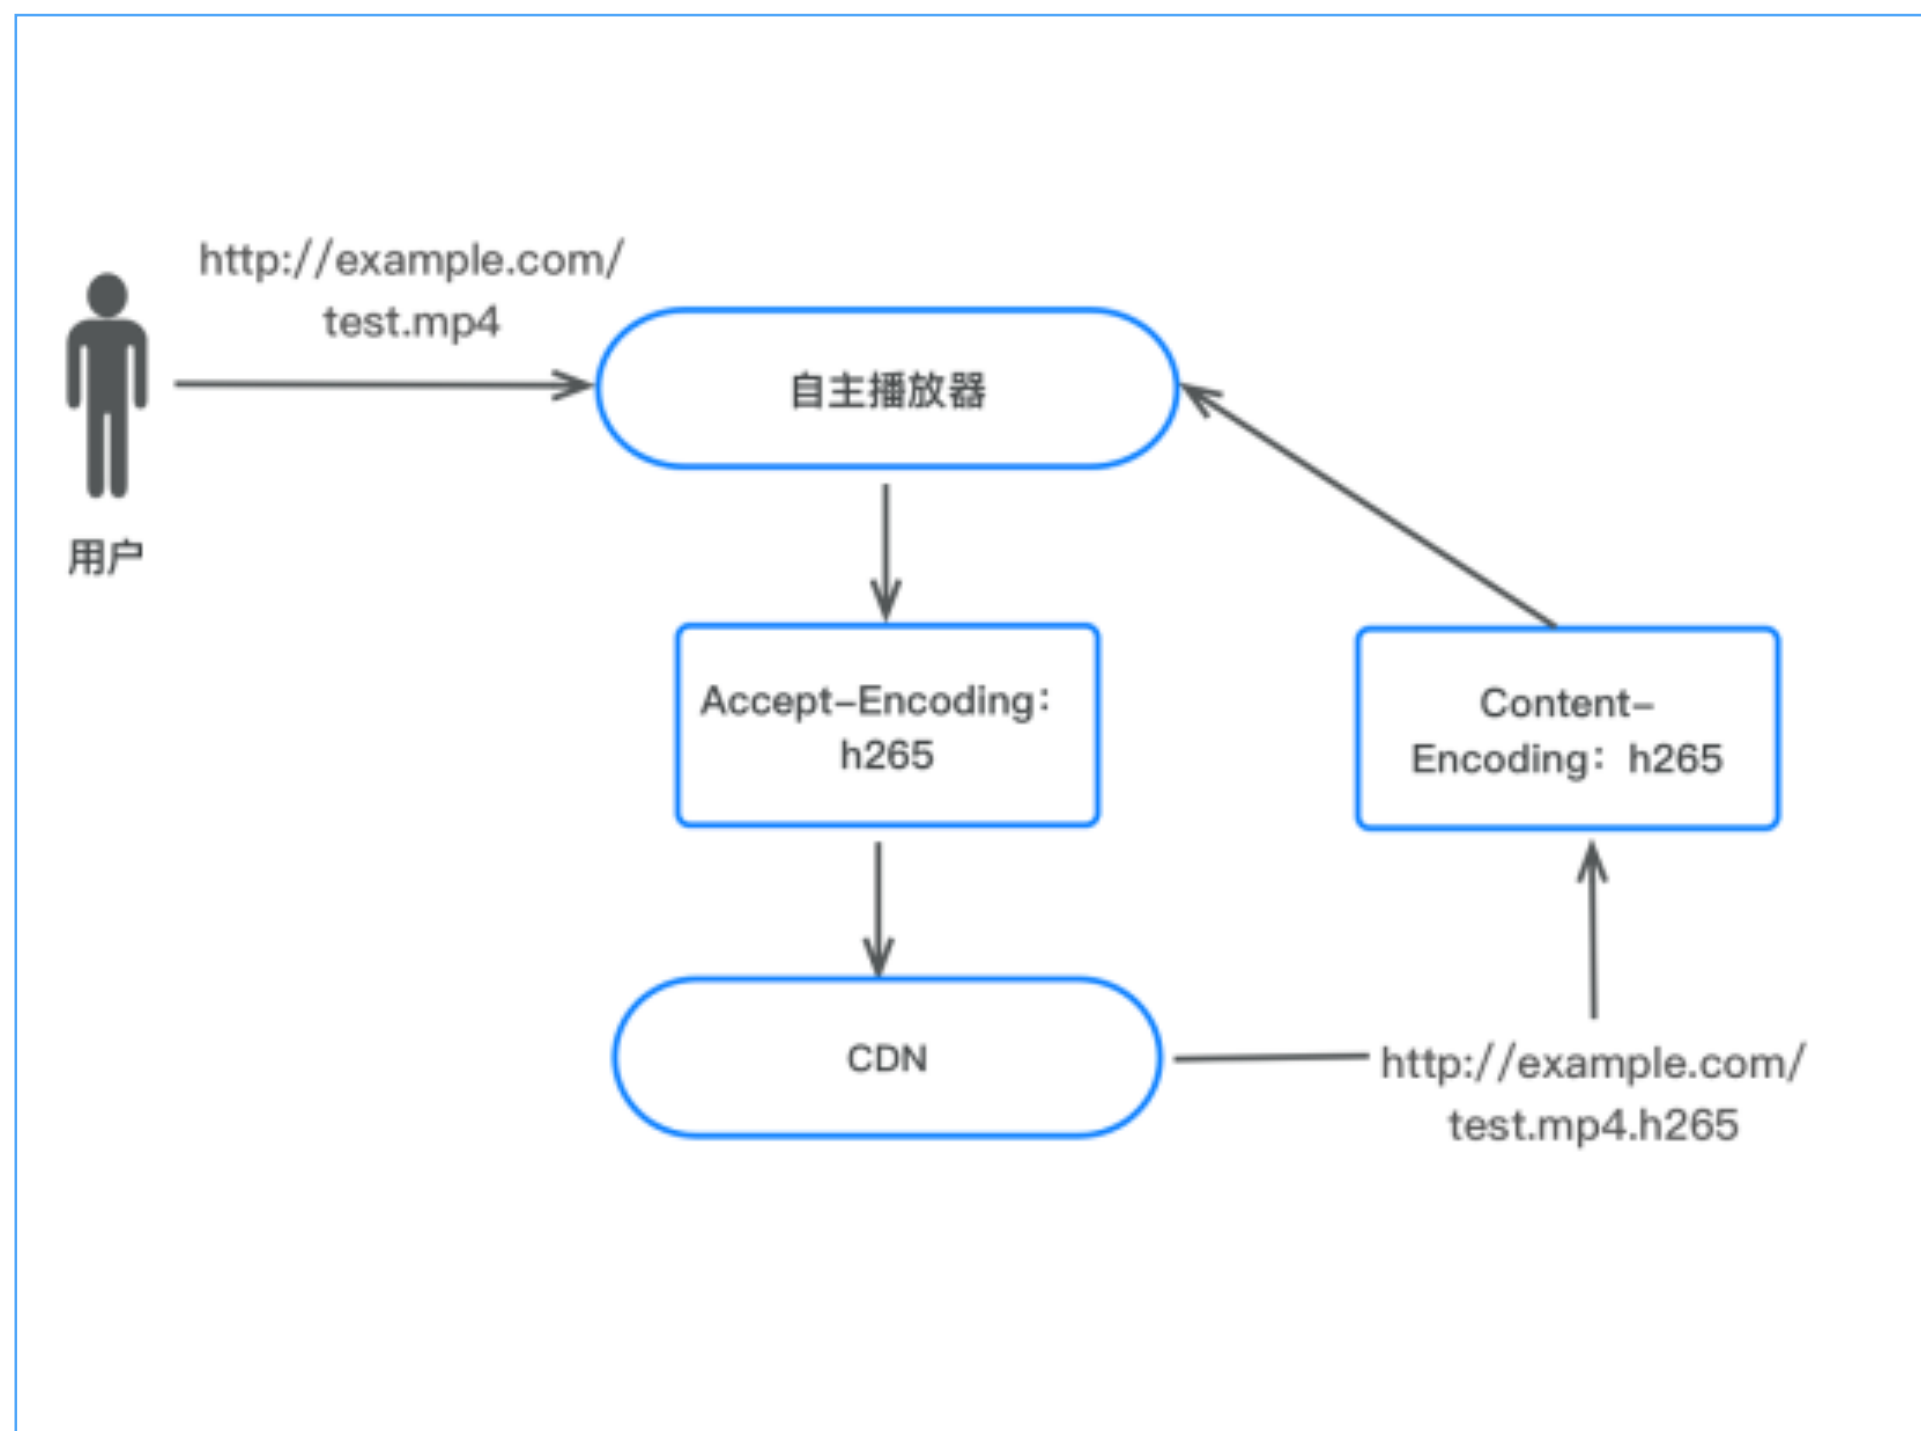 http://example.com/
test.mp4
自主播放器
用户
Accept-Encoding：
h265
Content-
Encoding：h265
CDN
http://example.com/
test.mp4.h265